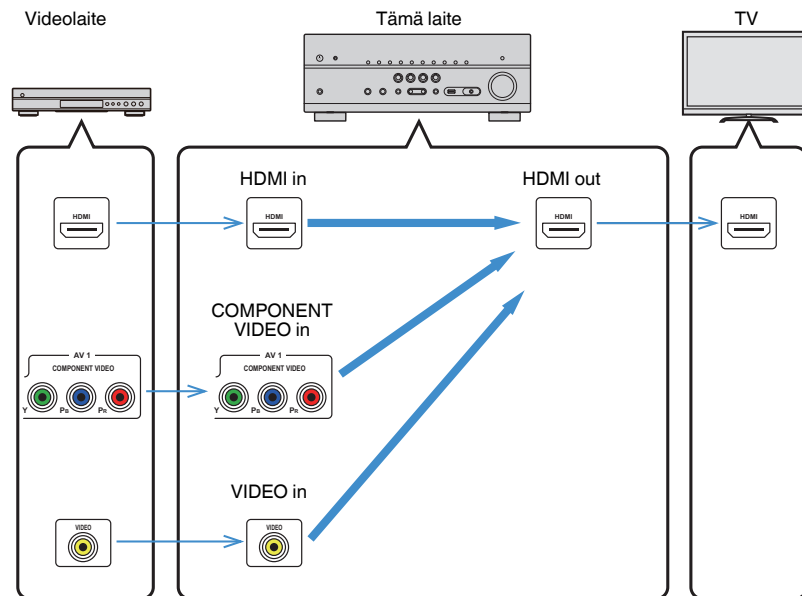 Videolaite
Tämä laite
TV
HDMI in
HDMI out
HDMI
HDMI
HDMI
HDMI
COMPONENT
VIDEO in
AV 1
COMPONENT VIDEO
Y PB PR
AV 1
COMPONENT VIDEO
Y PB PR
VIDEO in
VIDEO
VIDEO